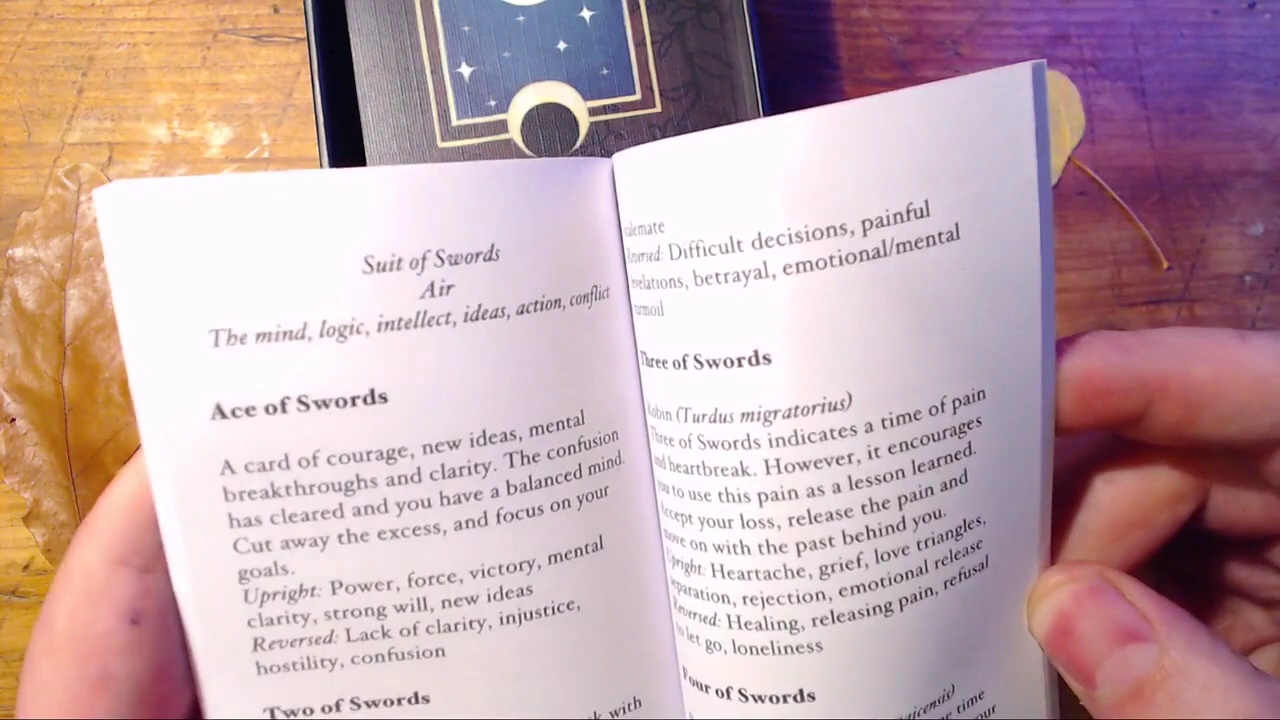 Suit of Swords
Air
The mind, logic, intellect, ideas, action, conflict
Ace of Swords
A card of courage, new ideas, mental
breakthroughs and clarity. The confusion
has cleared and you have a balanced mind.
Cut away the excess, and focus on your
goals.
Upright: Power, force, victory, mental
clarity, strong will, new ideas
Reversed: Lack of clarity, injustice,
hostility, confusion
Two of Swords
with
Difficult decisions, painful
betrayal, emotional/mental
Three of Swords
(Turdus migratorius)
Three of Swords indicates a time of pain
heartbreak. However, it encourages
you to use this pain as a lesson learned.
Accept your loss, release the pain and
move on with the past behind you.
Upright: Heartache, grief, love triangles,
separation, rejection, emotional release
Reversed: Healing, releasing pain, refusal
to let go, loneliness
Four of Swords
time
your